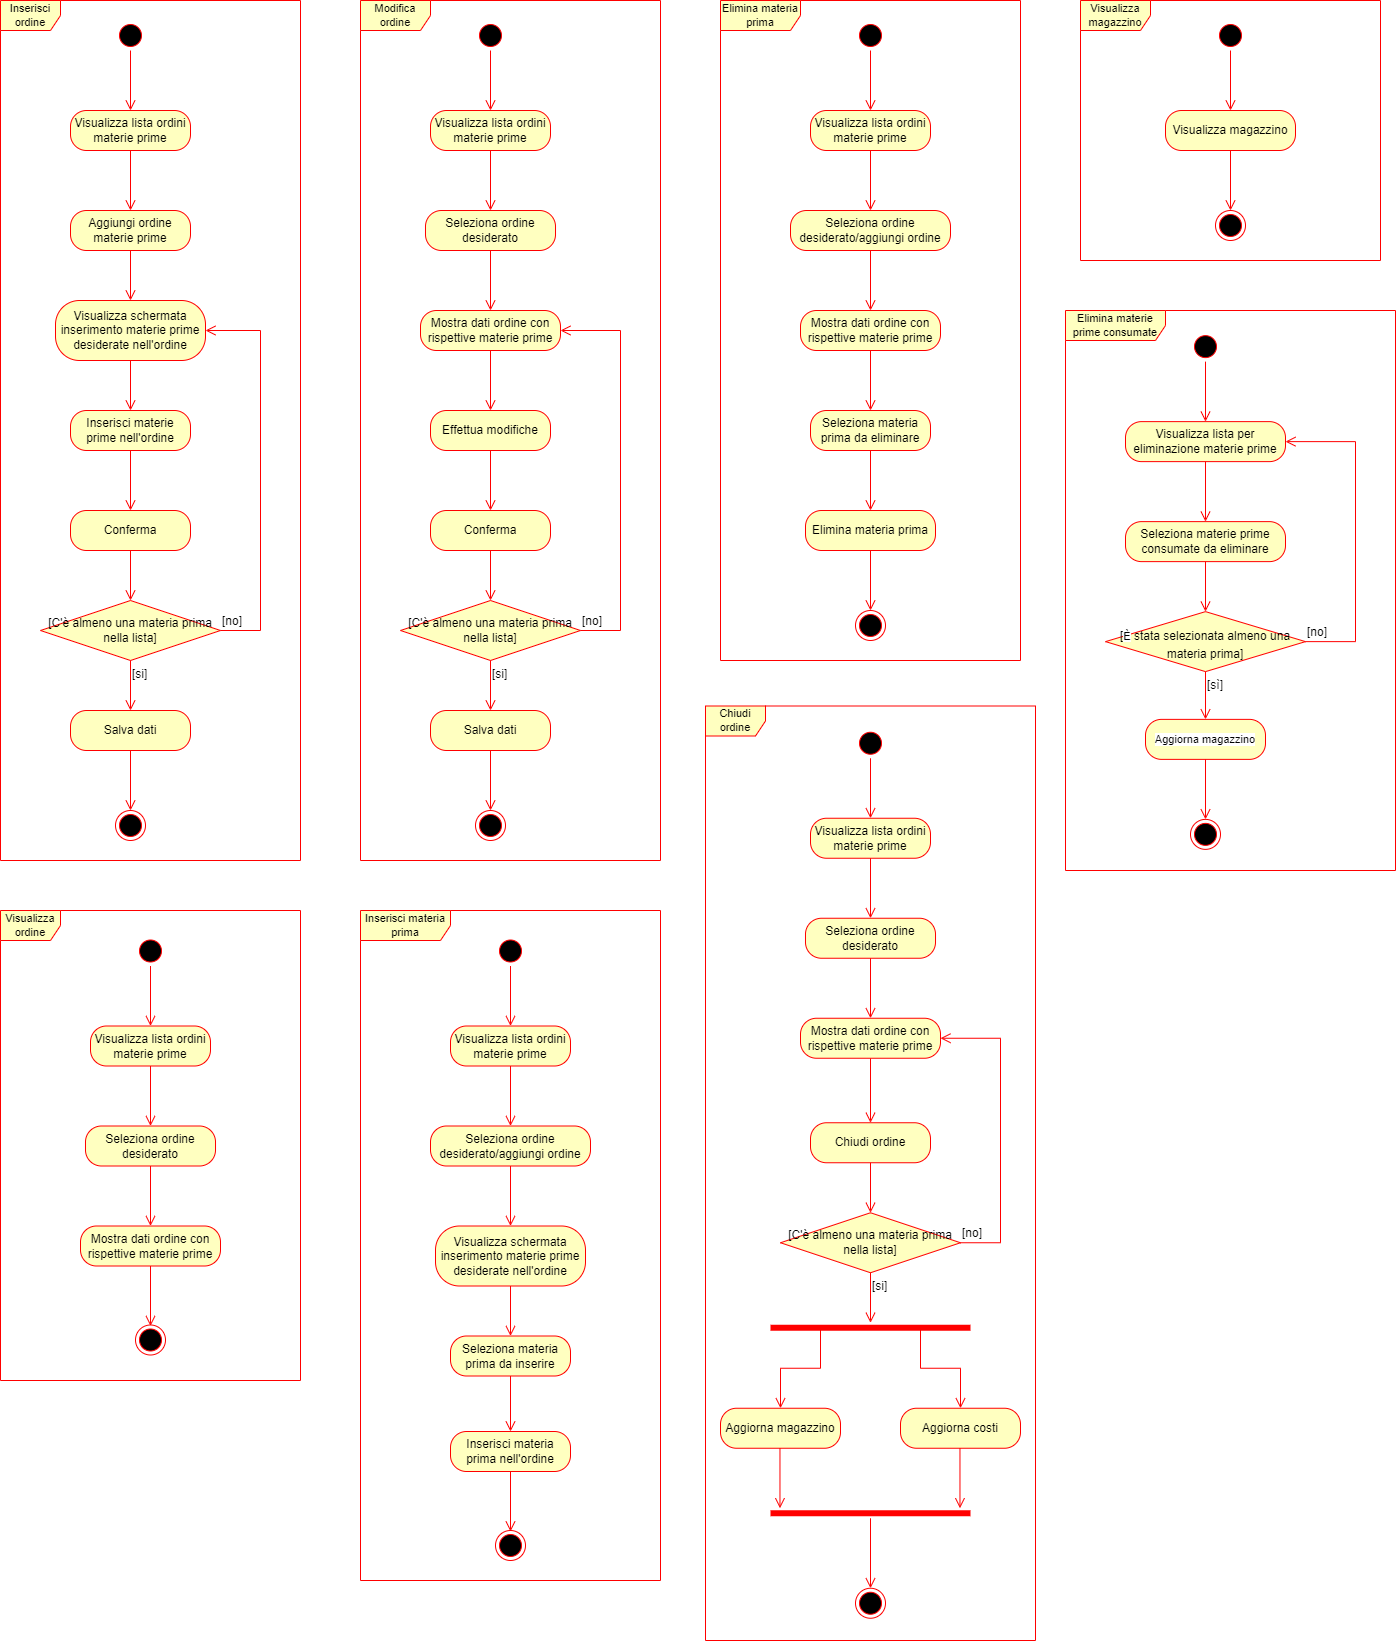 Inserisci
ordine
Visualizza lista ordini
materie prime
Aggiungi ordine
materie prime
Visualizza schermata
inserimento materie prime
desiderate nell'ordine
Inserisci materie
prime nell'ordine
Conferma
[C'è almeno una materia prima
nella lista]
[no]
[si]
Salva dati
Modifica
ordine
Visualizza lista ordini
materie prime
Seleziona ordine
desiderato
Mostra dati ordine con
rispettive materie prime
Effettua modifiche
Conferma
[C'è almeno una materia prima
nella lista]
[no]
[si]
Salva dati
Elimina materia
prima
Visualizza lista ordini
materie prime
Seleziona ordine
desiderato/aggiungi ordine
Mostra dati ordine con
rispettive materie prime
Seleziona materia
prima da eliminare
Elimina materia prima
Visualizza
magazzino
Visualizza magazzino
Elimina materie
prime consumate
Visualizza lista per
eliminazione materie prime
Seleziona materie prime
consumate da eliminare
[È stata selezionata almeno una
materia prima]
[no]
[sì]
Aggiorna magazzino
Visualizza
ordine
Visualizza lista ordini
materie prime
Seleziona ordine
desiderato
Mostra dati ordine con
rispettive materie prime
Inserisci materia
prima
Visualizza lista ordini
materie prime
Seleziona ordine
desiderato/aggiungi ordine
Visualizza schermata
inserimento materie prime
desiderate nell'ordine
Seleziona materia
prima da inserire
Inserisci materia
prima nell'ordine
Chiudi
ordine
Visualizza lista ordini
materie prime
Seleziona ordine
desiderato
Mostra dati ordine con
rispettive materie prime
Chiudi ordine
[C'è almeno una materia prima
nella lista]
[no]
[si]
Aggiorna magazzino
Aggiorna costi